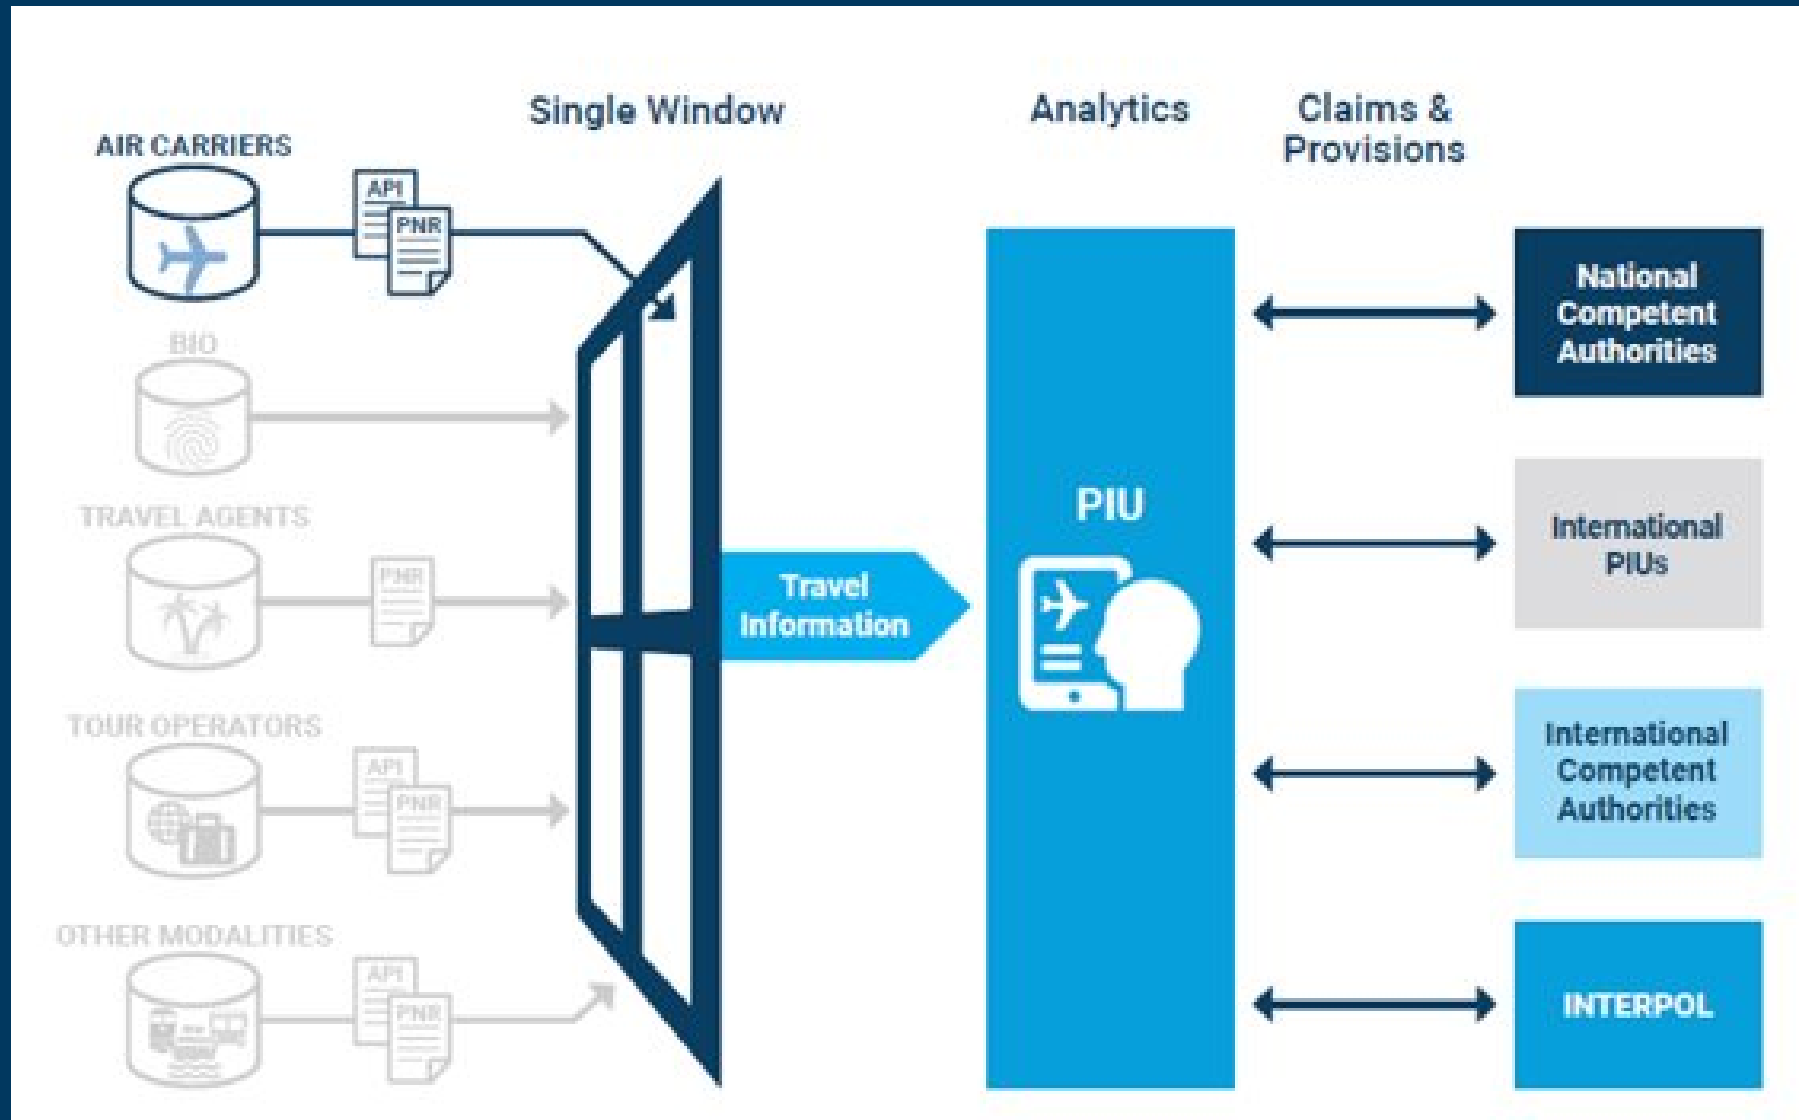 Single Window
Analytics
Claims &
Provisions
AIR CARRIERS
API
PNR
BIO
TRAVEL AGENTS
PNR
TOUR OPERATORS
API
PNR
OTHER MODALITIES
API
PNR
Travel
Information
PIU
National
Competent
Authorities
International
PIUs
International
Competent
Authorities
INTERPOL